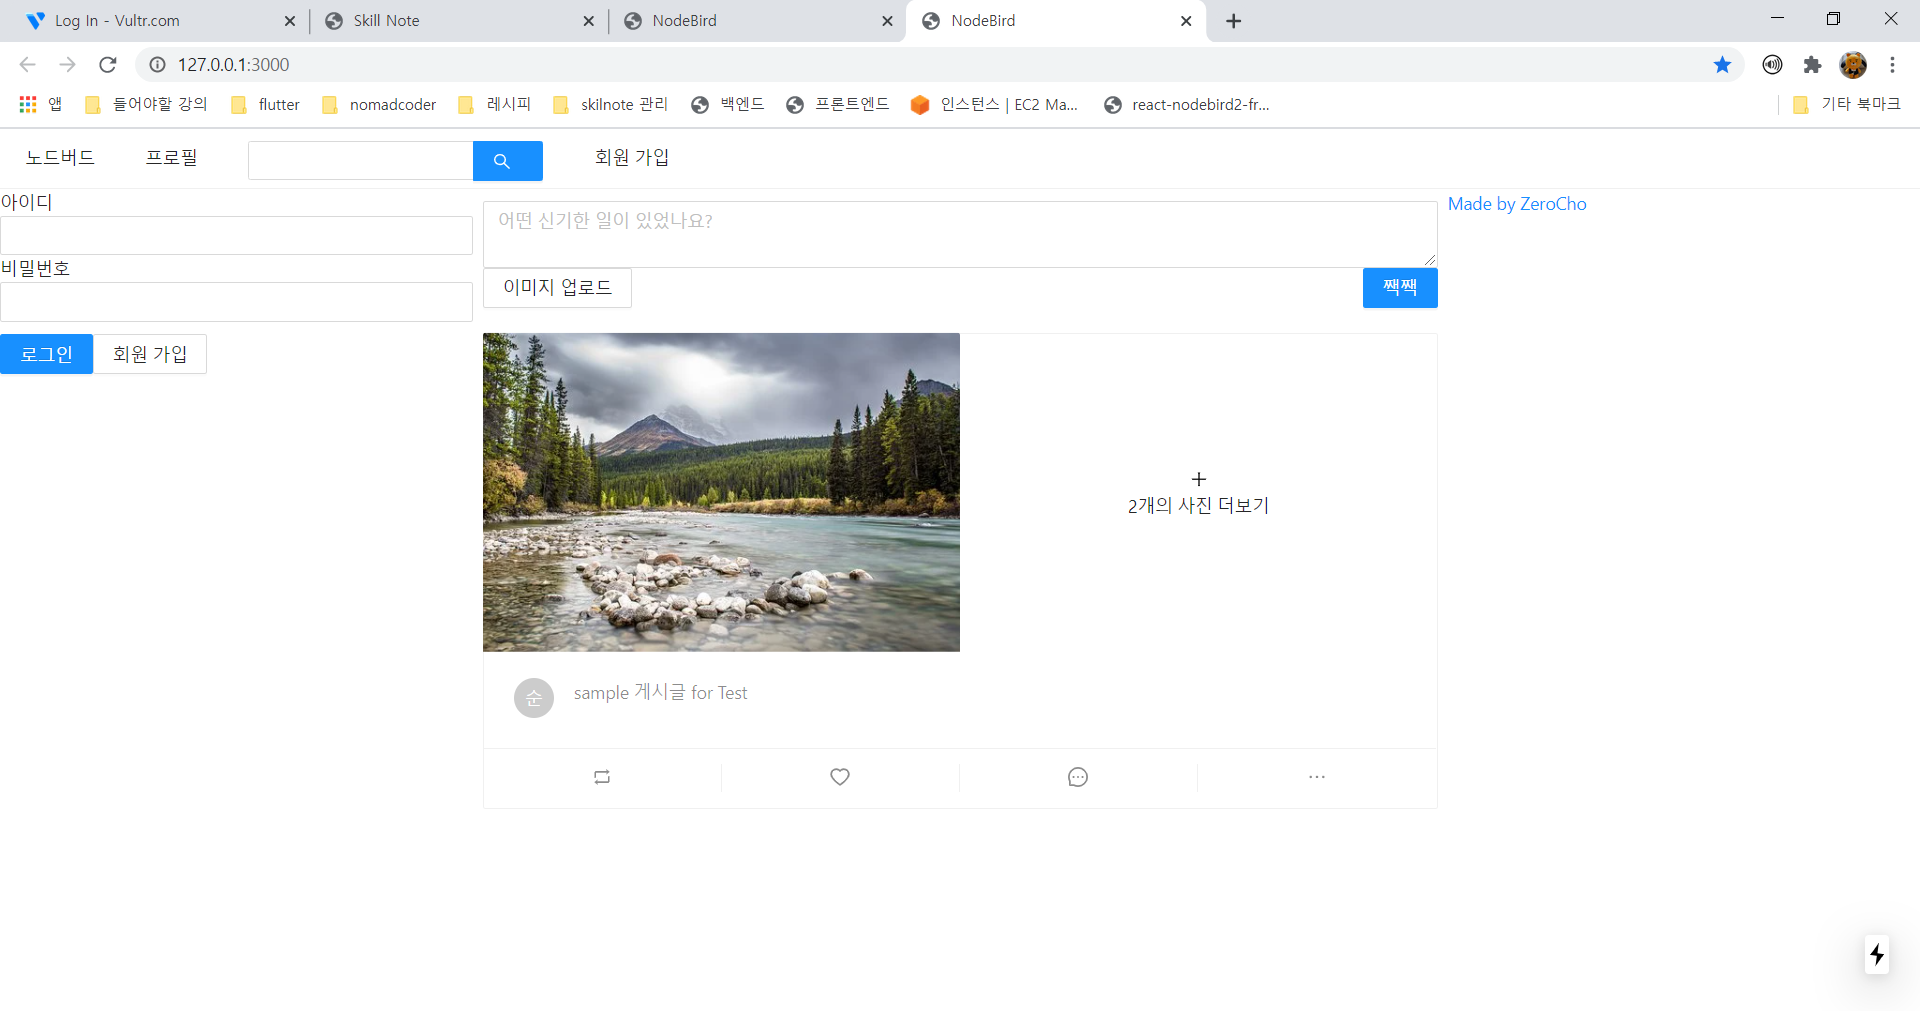 Log In - Vultr.com
Skill Note
NodeBird
NodeBird
127.0.0.1:3000
앱
들어야할 강의
flutter
nomadcoder
레시피
skilnote 관리
백엔드
프론트엔드
인스턴스 | EC2 Ma...
react-nodebird2-fr...
기타 북마크
노드버드
프로필
회원 가입
아이디
비밀번호
로그인
회원 가입
어떤 신기한 일이 있었나요?
이미지 업로드
짹짹
2개의 사진 더보기
순
sample 게시글 for Test
Made by ZeroCho